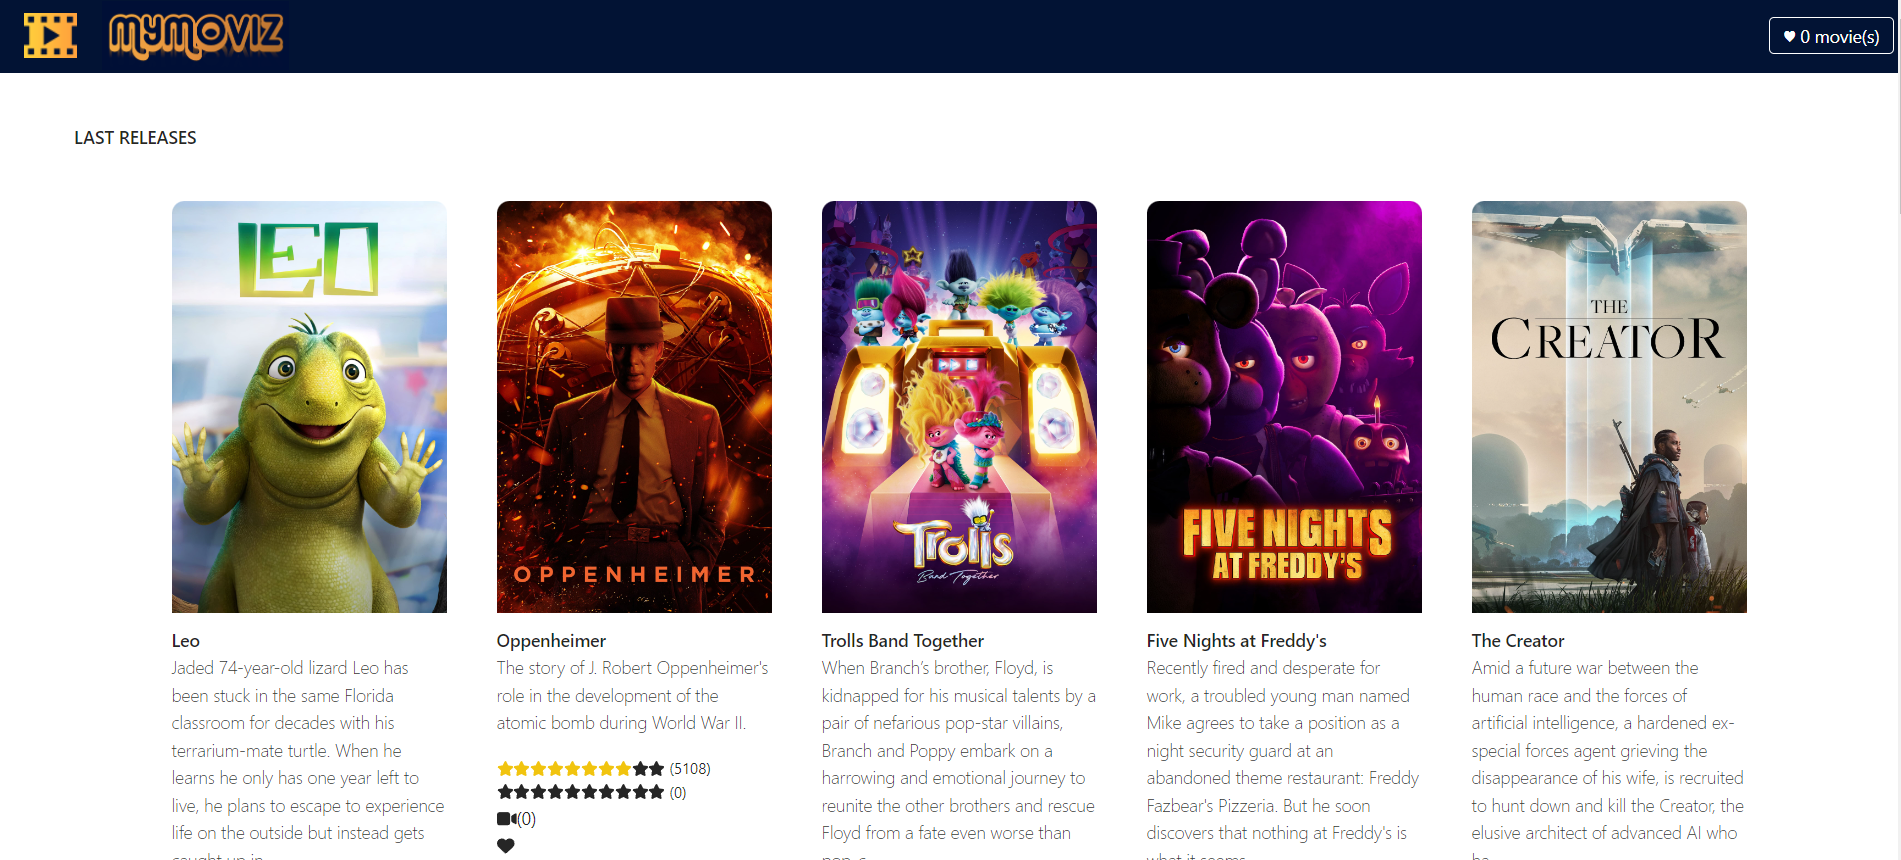 MYMOVIZ
0 movie(s)
LAST RELEASES
LEO
OPPENHEIMER
Trolls
Band Together
FIVE NIGHTS
AT FREDDY'S
THE
CREATOR
Leo
Jaded 74-year-old lizard Leo has
been stuck in the same Florida
classroom for decades with his
terrarium-mate turtle. When he
learns he only has one year left to
live, he plans to escape to experience
life on the outside but instead gets
caught up in
Oppenheimer
The story of J. Robert Oppenheimer's
role in the development of the
atomic bomb during World War II.
(5108)
(0)
(0)
Trolls Band Together
When Branch’s brother, Floyd, is
kidnapped for his musical talents by a
pair of nefarious pop-star villains,
Branch and Poppy embark on a
harrowing and emotional journey to
reunite the other brothers and rescue
Floyd from a fate even worse than
Five Nights at Freddy's
Recently fired and desperate for
work, a troubled young man named
Mike agrees to take a position as a
night security guard at an
abandoned theme restaurant: Freddy
Fazbear's Pizzeria. But he soon
discovers that nothing at Freddy's is
what it seems
The Creator
Amid a future war between the
human race and the forces of
artificial intelligence, a hardened ex-
special forces agent grieving the
disappearance of his wife, is recruited
to hunt down and kill the Creator, the
elusive architect of advanced AI who